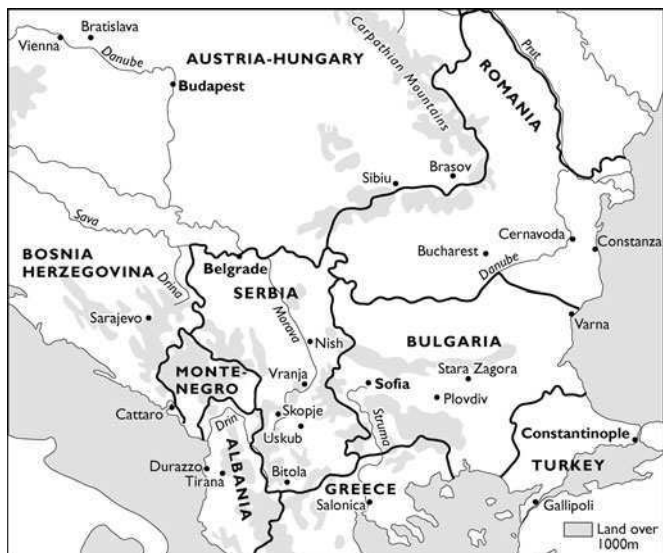 Bratislava
Vienna
Danube
AUSTRIA-HUNGARY
Budapest
Carpathian Mountains
Prut
ROMANIA
Sibiu
Brasov
Sava
BOSNIA
HERZEGOVINA
Drina
Belgrade
SERBIA
Morava
Bucharest
Danube
Cernavoda
Constanza
Sarajevo
Nish
BULGARIA
Varna
MONTE-
NEGRO
Vranja
Sofia
Stara Zagora
Plovdiv
Struma
Cattaro
Drin
Skopje
Uskub
Constantinople
TURKEY
Durazzo
Tirana
ALBANIA
Bitola
GREECE
Salonica
Gallipoli
Land over
1000m